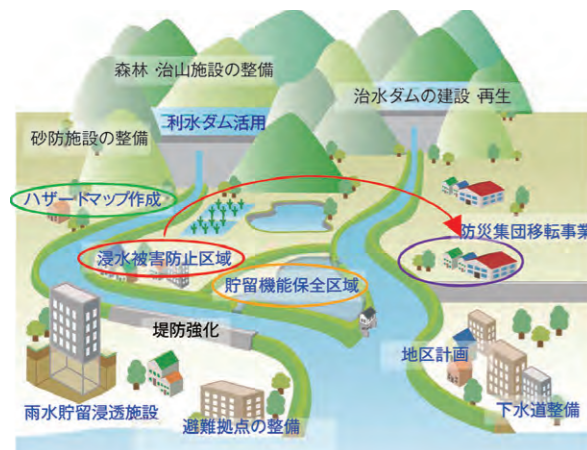 森林・治山施設の整備
治水ダムの建設・再生
利水ダム活用
砂防施設の整備
ハザードマップ作成
防災集団移転事業
浸水被害防止区域
貯留機能保全区域
堤防強化
地区計画
雨水貯留浸透施設
避難拠点の整備
下水道整備